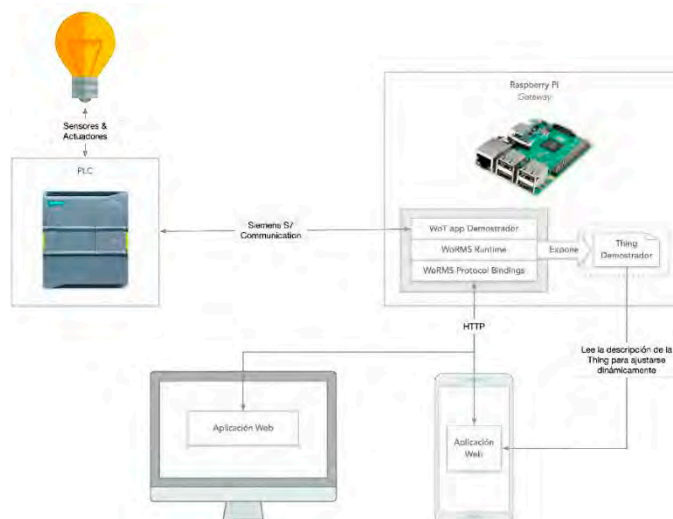 Sensores &
Actuadores
PLC
Siemens S7
Communication
Raspberry Pi
Gateway
WoT app Demostrador
WoRMS Runtime
WoRMS Protocol Bindings
Expone
Thing
Demostrador
HTTP
Lee la descripción de la
Thing para ajustarse
dinámicamente
Aplicación Web
Aplicación
Web